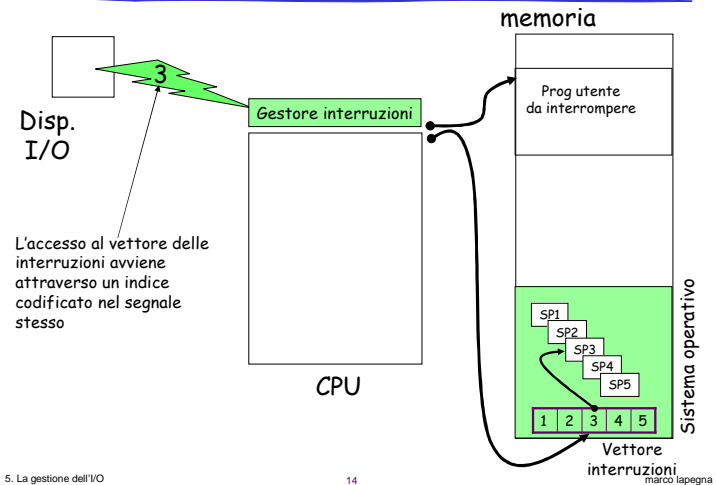 memoria
3
Gestore interruzioni
Prog utente
da interrompere
Disp.
I/O
L'accesso al vettore delle
interruzioni avviene
attraverso un indice
codificato nel segnale
stesso
CPU
SP1
SP2
SP3
SP4
SP5
1 2 3 4 5
Sistema operativo
Vettore
interruzioni
5. La gestione dell'I/O
14
marco lapegna